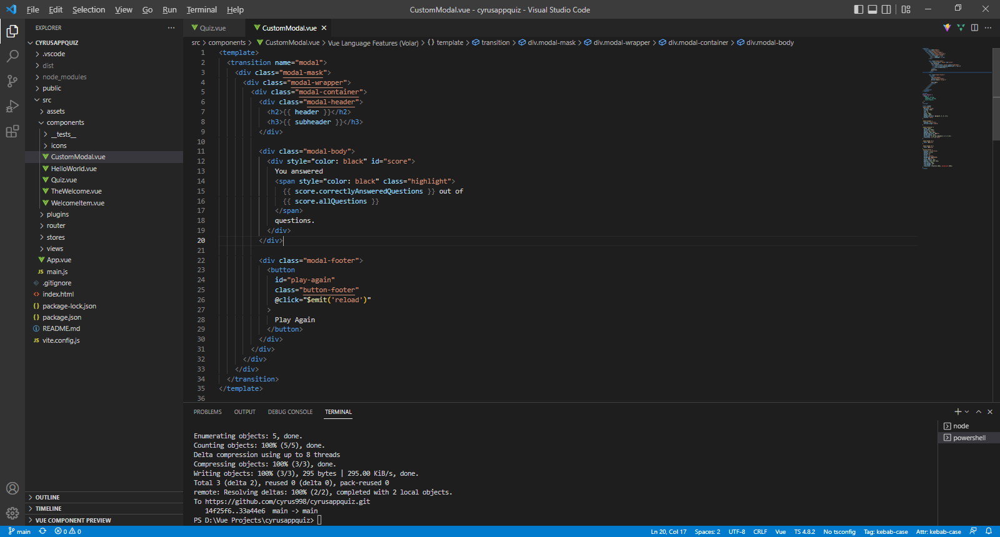 File Edit Selection View Go Run Terminal Help
CustomModal.vue - cyrusappquiz - Visual Studio Code
EXPLORER
CYRUSAPPQUIZ
.vscode
dist
node_modules
public
src
assets
components
__tests__
icons
CustomModal.vue
HelloWorld.vue
Quiz.vue
TheWelcome.vue
WelcomeItem.vue
plugins
router
stores
views
App.vue
JS main.js
.gitignore
<> index.html
{} package-lock.json
{} package.json
README.md
JS vite.config.js
OUTLINE
TIMELINE
VUE COMPONENT PREVIEW
Quiz.vue
CustomModal.vue
src > components > CustomModal.vue > Vue Language Features (Volar) > {} template > transition > div.modal-mask > div.modal-wrapper > div.modal-container > div.modal-body
1 <template>
2 <transition name="modal">
3 <div class="modal-mask">
4 <div class="modal-wrapper">
5 <div class="modal-container">
6 <div class="modal-header">
7 <h2>{{ header }}</h2>
8 <h3>{{ subheader }}</h3>
9 </div>
10
11 <div class="modal-body">
12 <div style="color: black" id="score">
13 You answered
14 <span style="color: black" class="highlight">
15 {{ score.correctlyAnsweredQuestions }} out of
16 {{ score.allQuestions }}
17 </span>
18 questions.
19 </div>
20 </div>
21
22 <div class="modal-footer">
23 <button
24 id="play-again"
25 class="button-footer"
26 @click="$emit('reload')"
27 >
28 Play Again
29 </button>
30 </div>
31 </div>
32 </div>
33 </div>
34 </transition>
35 </template>
36
PROBLEMS OUTPUT DEBUG CONSOLE TERMINAL
Enumerating objects: 5, done.
Counting objects: 100% (5/5), done.
Delta compression using up to 8 threads
Compressing objects: 100% (3/3), done.
Writing objects: 100% (3/3), 295 bytes | 295.00 KiB/s, done.
Total 3 (delta 2), reused 0 (delta 0), pack-reused 0
remote: Resolving deltas: 100% (2/2), completed with 2 local objects.
To https://github.com/cyrus998/cyrusappquiz.git
14f25f6..33a44e6 main -> main
PS D:\Vue Projects\cyrusappquiz>
node
powershell
main 0 0
Ln 20, Col 17 Spaces: 2 UTF-8 CRLF Vue TS 4.8.2 No tsconfig Tag: kebab-case Attr: kebab-case